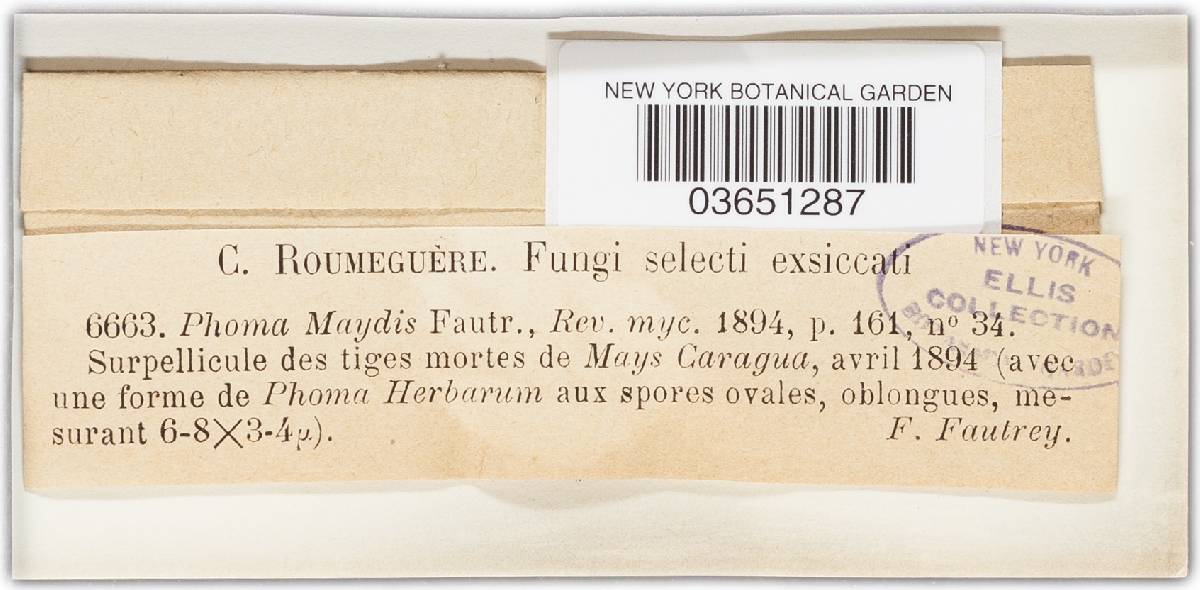 NEW YORK BOTANICAL GARDEN
03651287
C. ROUMEGUÈRE. Fungi selecti exsiccati
NEW YORK
ELLIS
COLLECTION
6663. Phoma Maydis Fautr., Rev. myc. 1894, p. 161, nº 34.
Surpellicule des tiges mortes de Mays Caragua, avril 1894 (avec
une forme de Phoma Herbarum aux spores ovales, oblongues, me-
surant 6-8×3-4µ).
F. Fautrey.